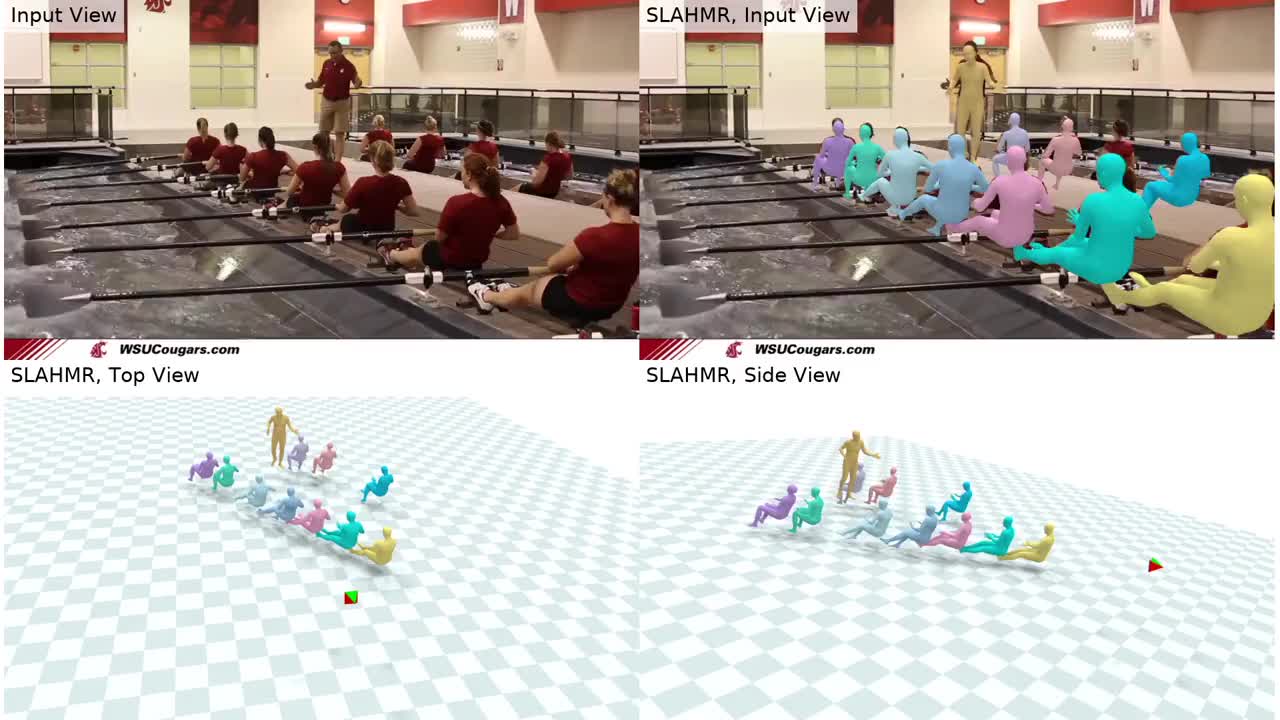 Input View
SLAHMR, Input View
WSUCougars.com
WSUCougars.com
SLAHMR, Top View
SLAHMR, Side View